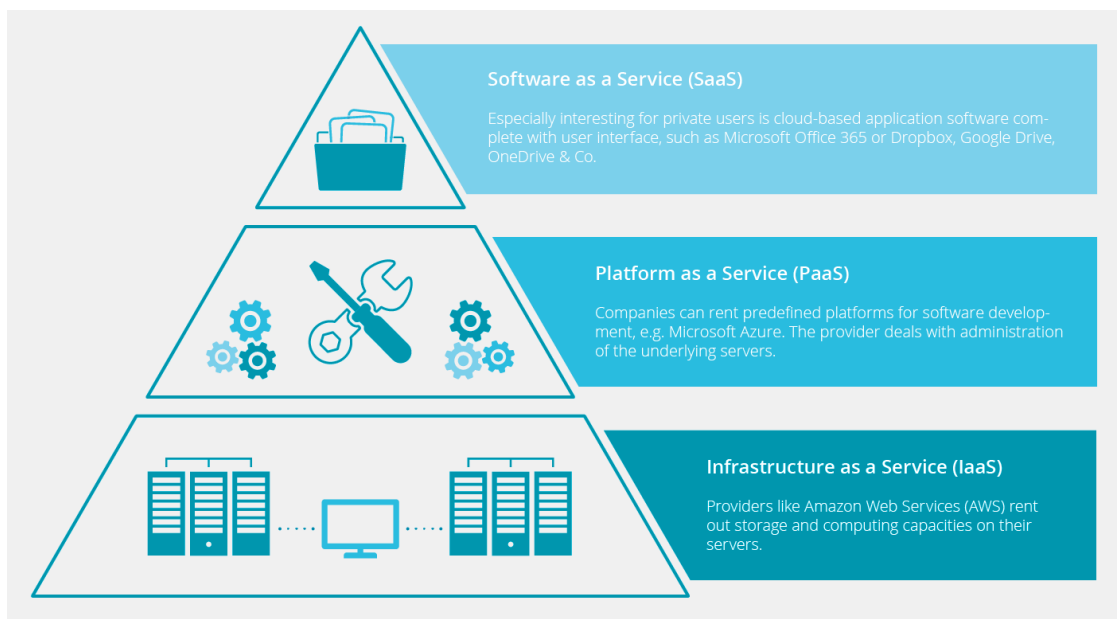 Software as a Service (SaaS)
Especially interesting for private users is cloud-based application software com-
plete with user interface, such as Microsoft Office 365 or Dropbox, Google Drive,
OneDrive & Co.
Platform as a Service (PaaS)
Companies can rent predefined platforms for software develop-
ment, e.g. Microsoft Azure. The provider deals with administration
of the underlying servers.
Infrastructure as a Service (IaaS)
Providers like Amazon Web Services (AWS) rent
out storage and computing capacities on their
servers.